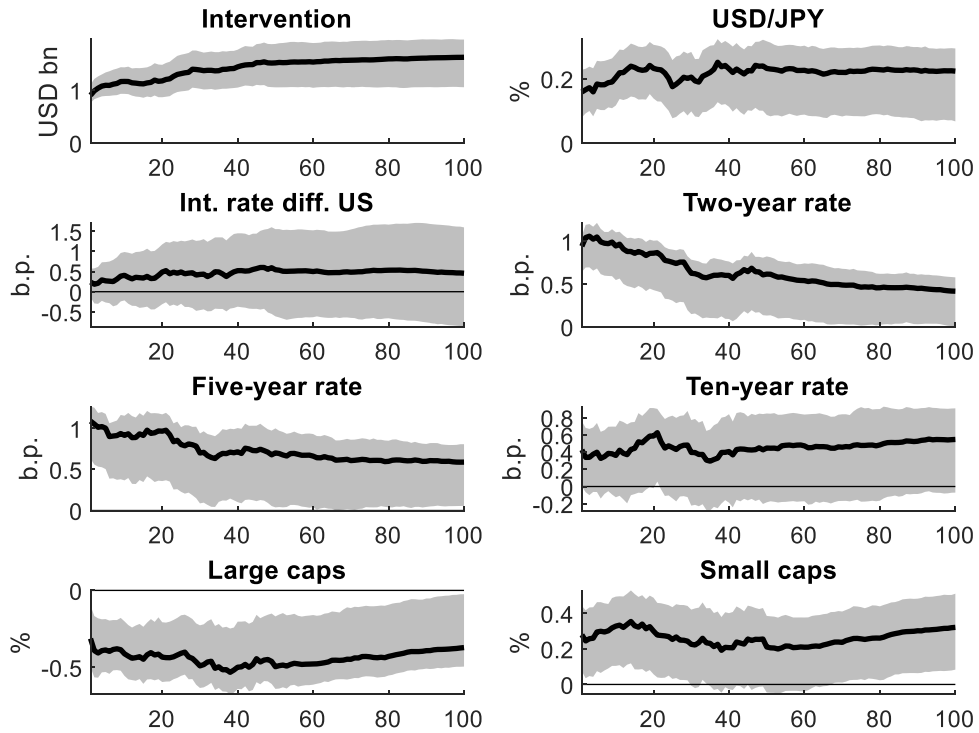 Intervention
USD bn
1
0
20 40 60 80 100
USD/JPY
%
0.2
0
20 40 60 80 100
Int. rate diff. US
b.p.
1.5
1
0.5
0
-0.5
20 40 60 80 100
Two-year rate
b.p.
1
0.5
0
20 40 60 80 100
Five-year rate
b.p.
1
0.5
0
20 40 60 80 100
Ten-year rate
b.p.
0.8
0.6
0.4
0.2
0
-0.2
20 40 60 80 100
Large caps
%
0
-0.5
20 40 60 80 100
Small caps
%
0.4
0.2
0
20 40 60 80 100